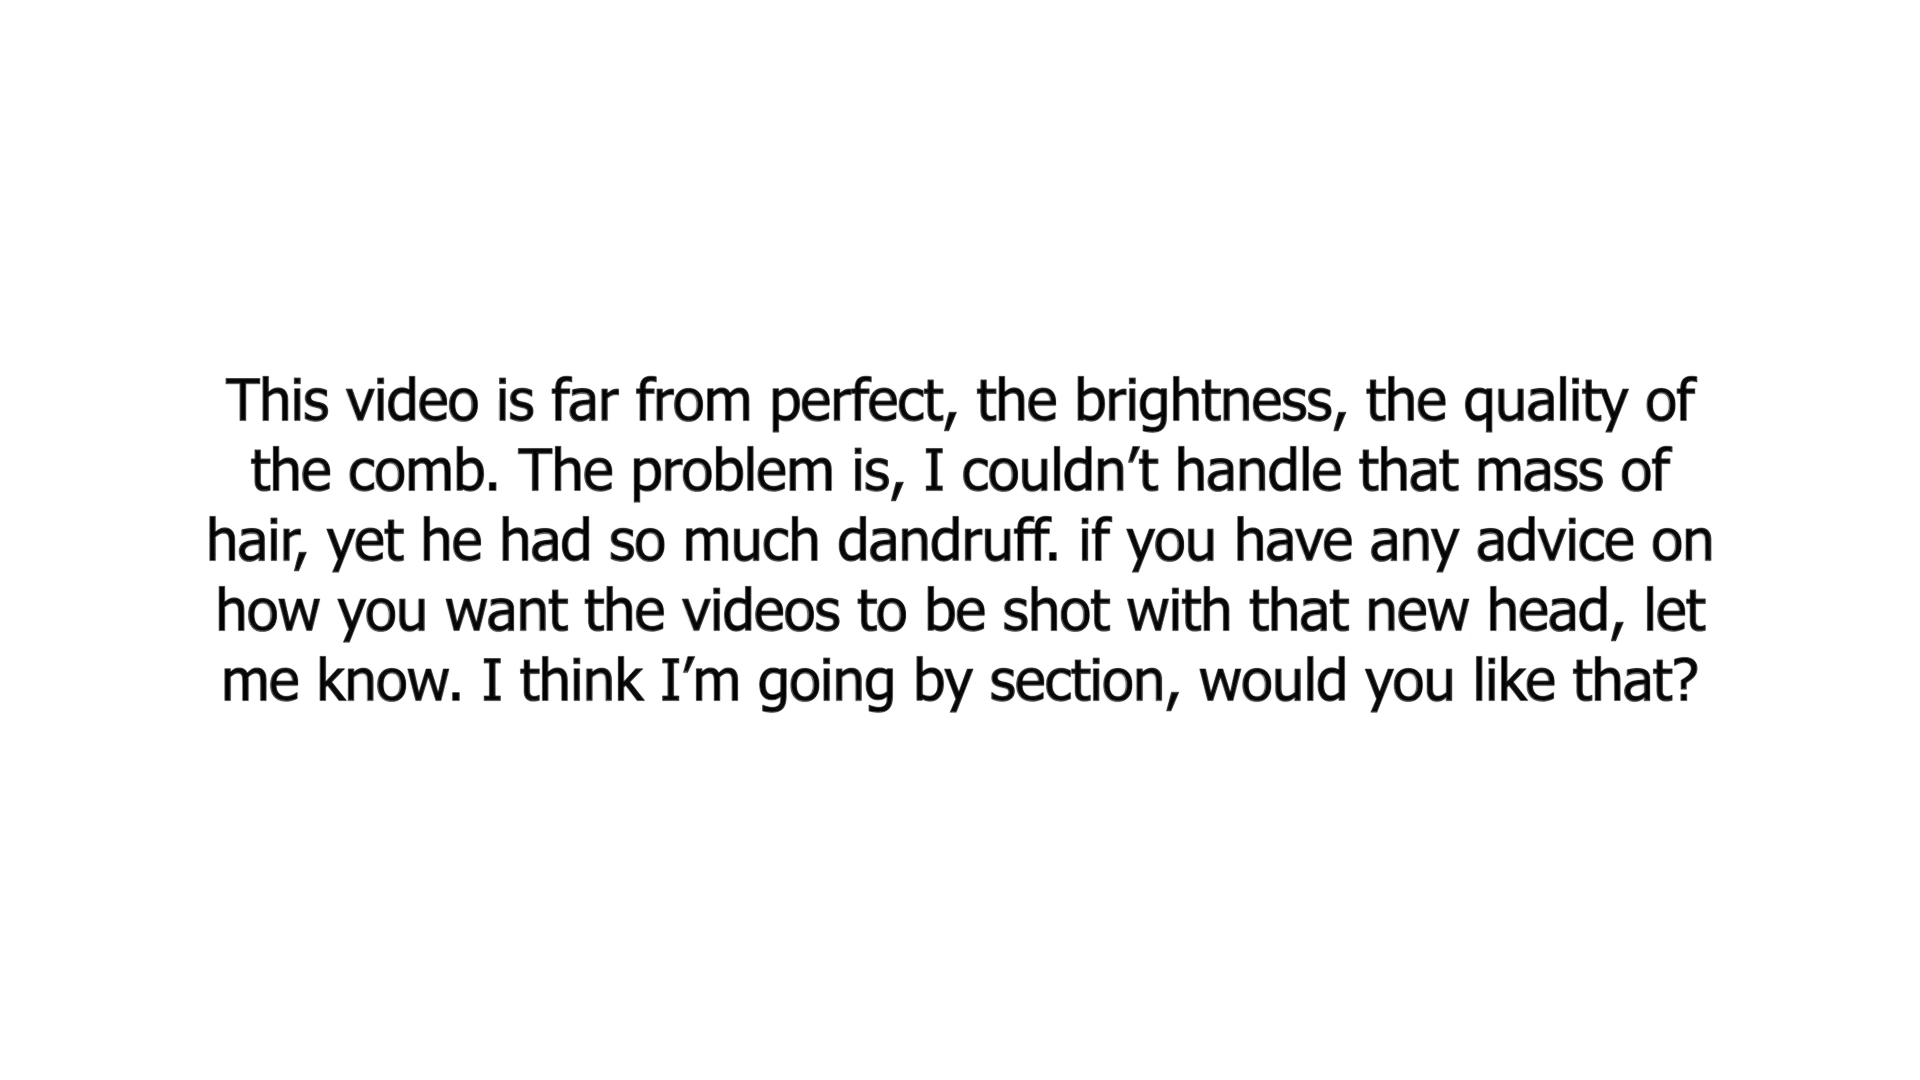 This video is far from perfect, the brightness, the quality of
the comb. The problem is, I couldn’t handle that mass of
hair, yet he had so much dandruff. if you have any advice on
how you want the videos to be shot with that new head, let
me know. I think I’m going by section, would you like that?